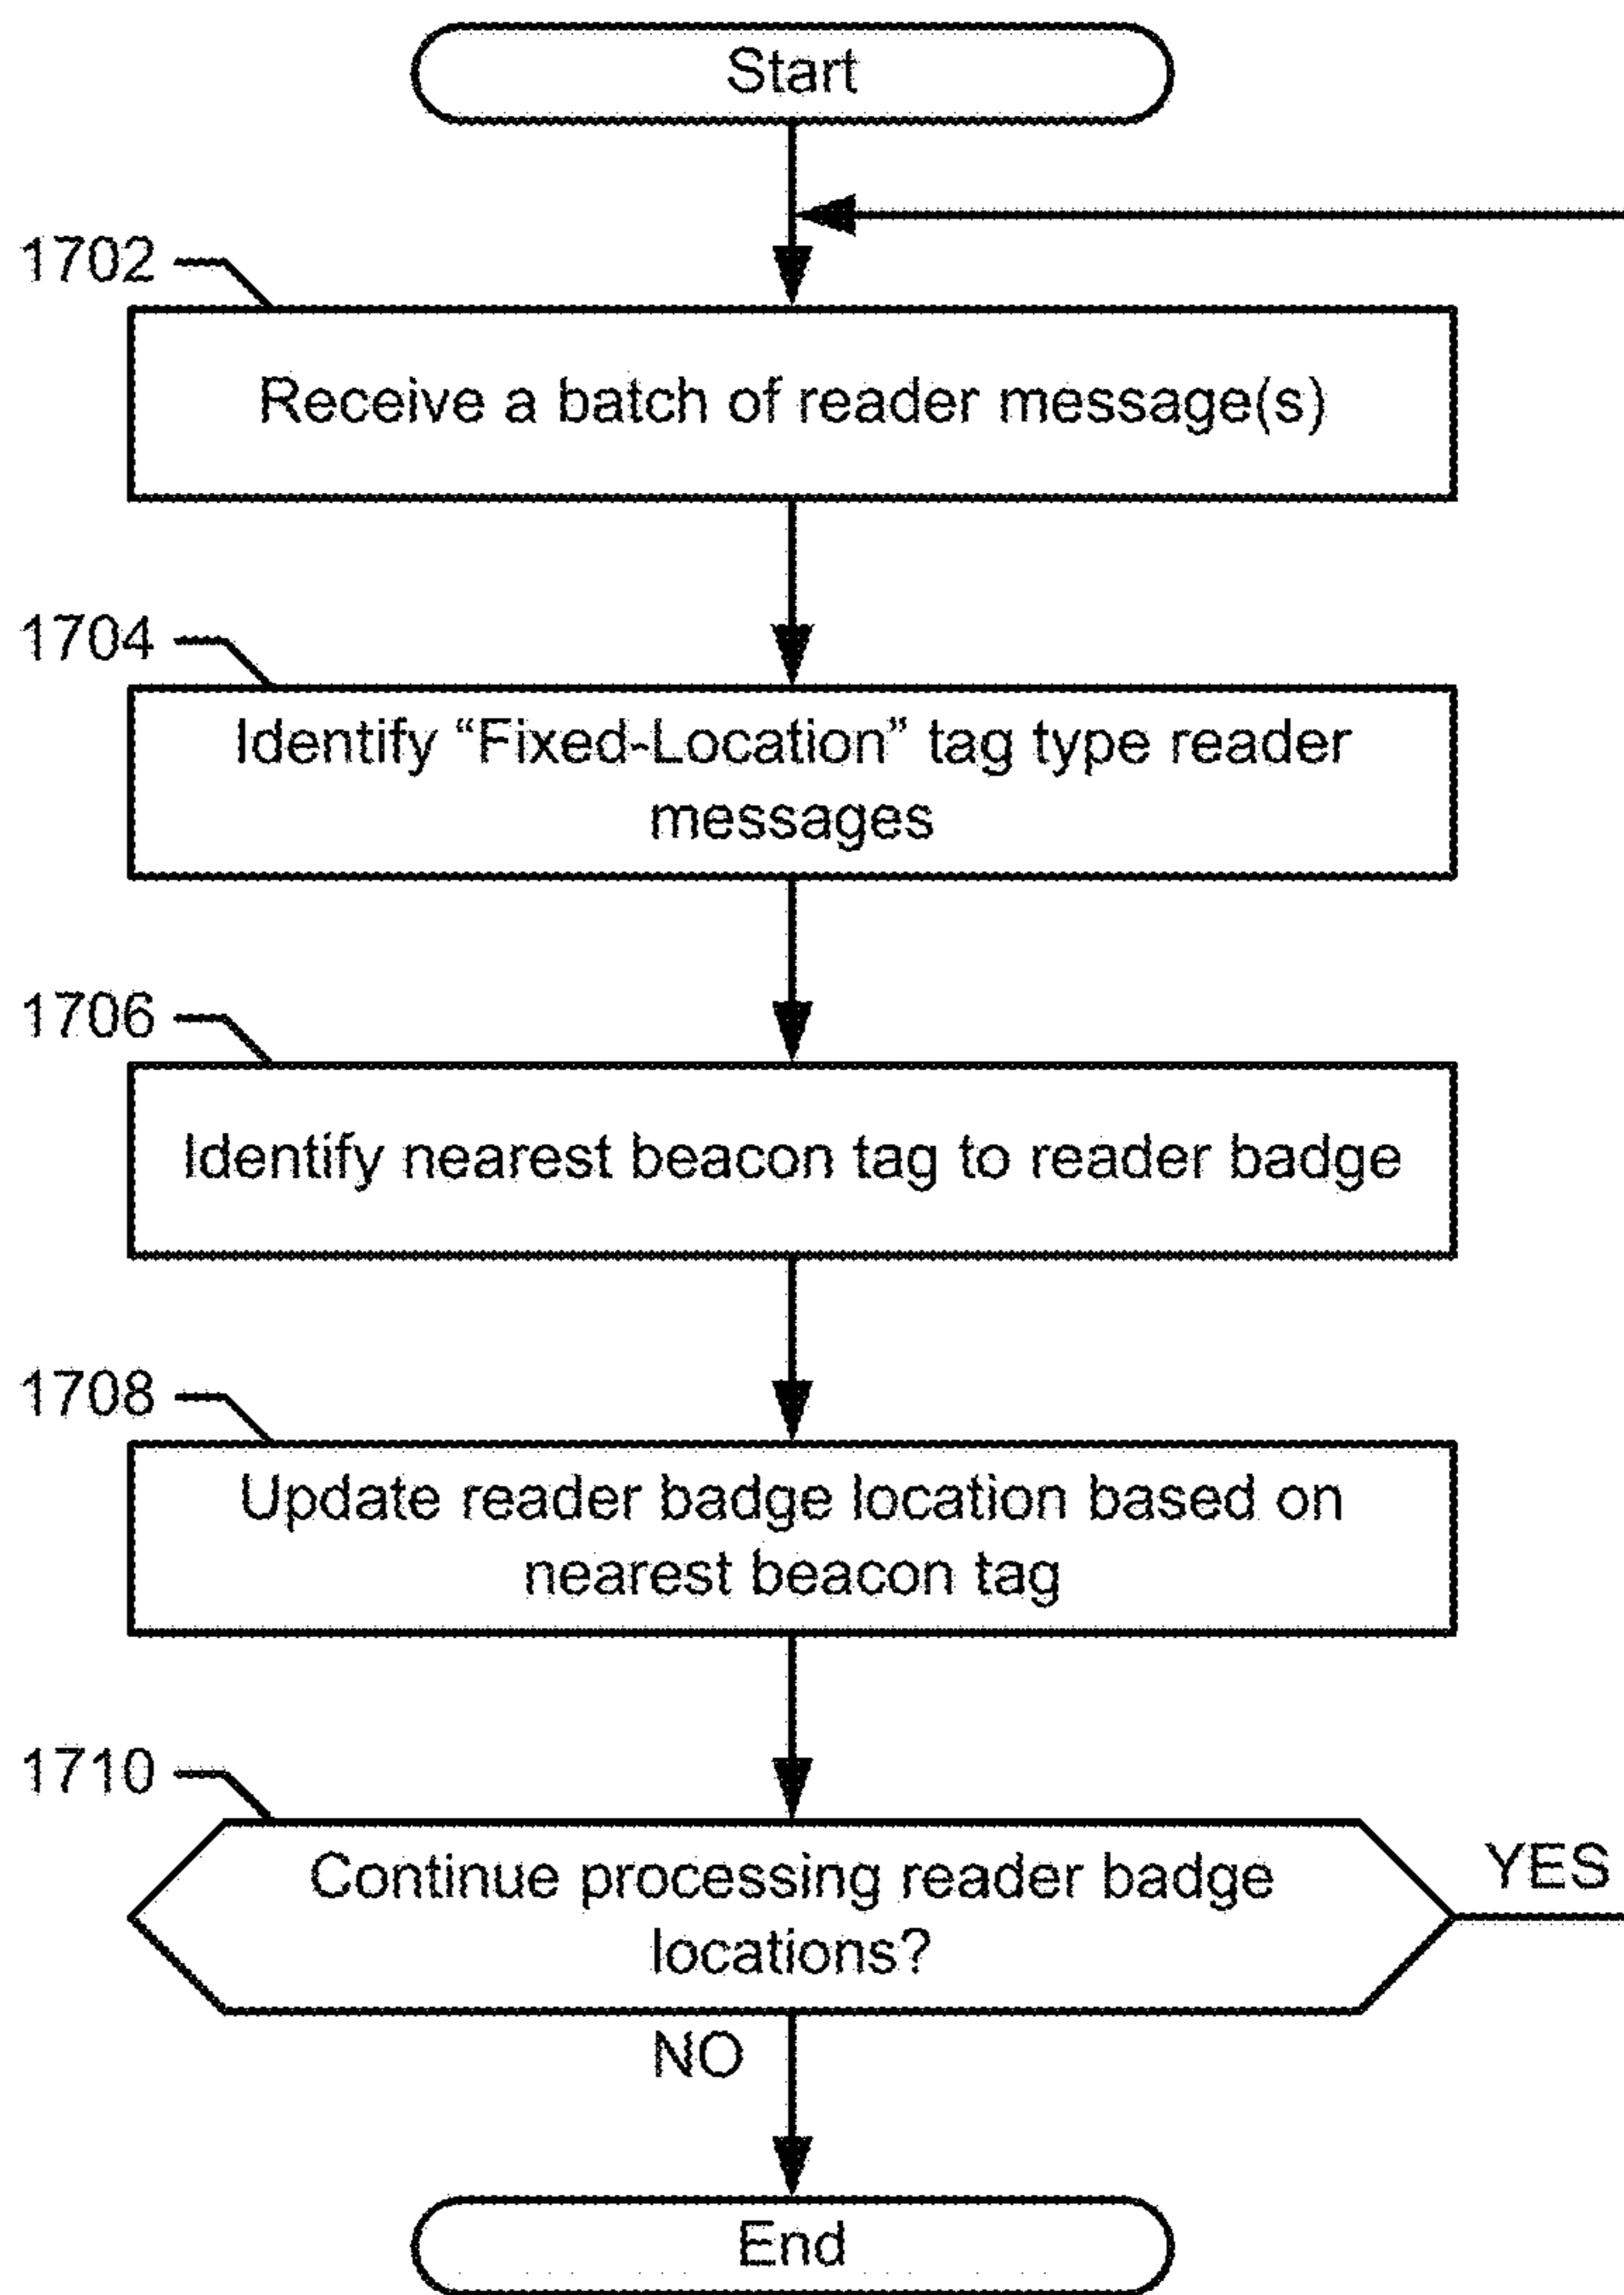 Start
1702
Receive a batch of reader message(s)
1704
Identify “Fixed-Location” tag type reader
messages
1706
Identify nearest beacon tag to reader badge
1708
Update reader badge location based on
nearest beacon tag
1710
Continue processing reader badge
locations?
YES
NO
End